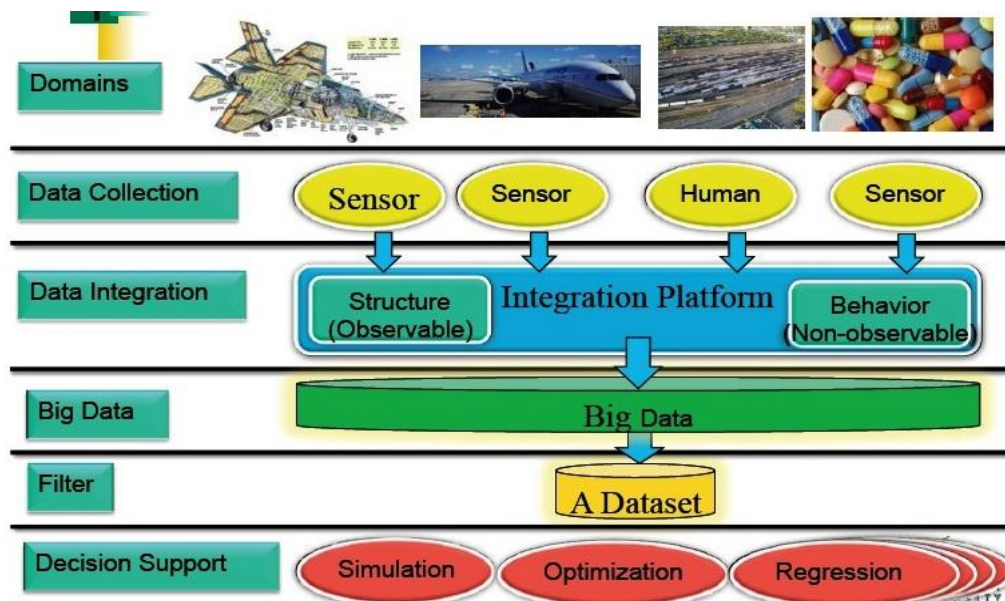 Domains
Data Collection
Sensor
Sensor
Human
Sensor
Data Integration
Structure
(Observable)
Integration Platform
Behavior
(Non-observable)
Big Data
Big Data
Filter
A Dataset
Decision Support
Simulation
Optimization
Regression